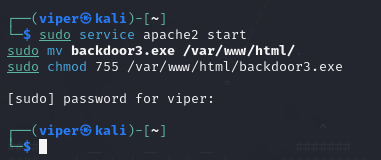 ┌──(viper㉿kali)-[~]
└─$ sudo service apache2 start
sudo mv backdoor3.exe /var/www/html/
sudo chmod 755 /var/www/html/backdoor3.exe
[sudo] password for viper:
┌──(viper㉿kali)-[~]
└─$